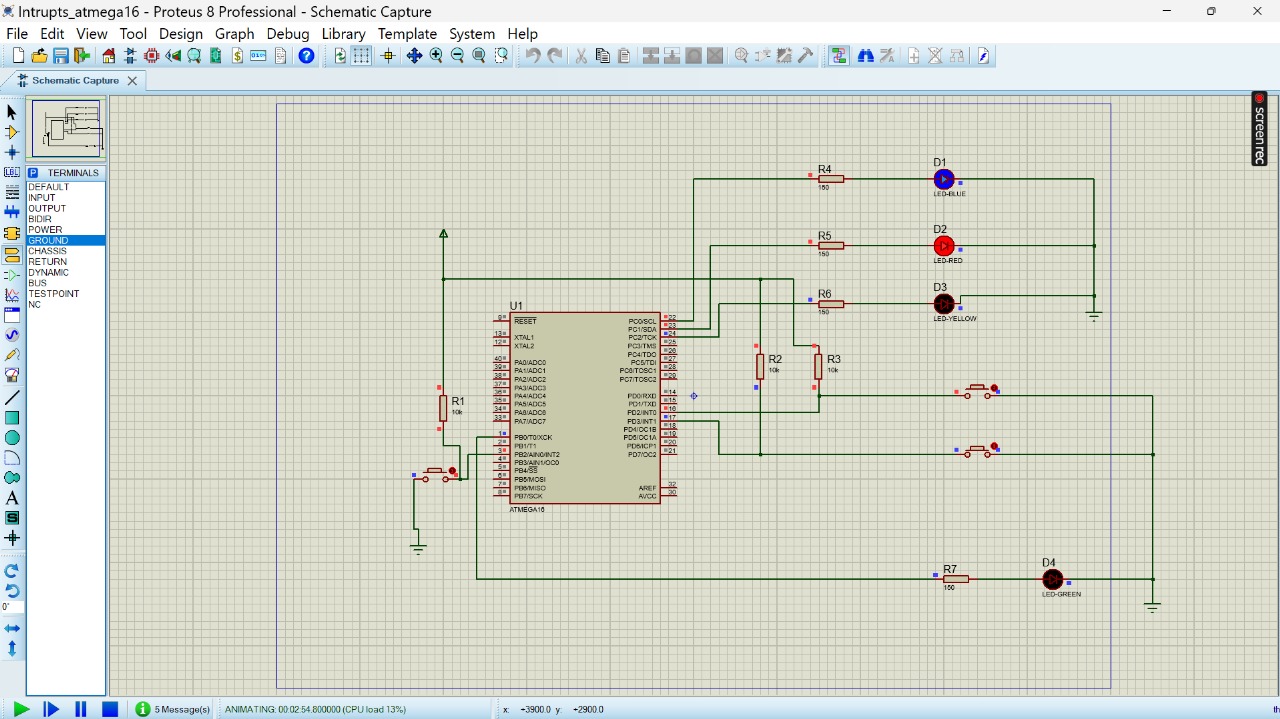 Intrupts_atmega16 - Proteus 8 Professional - Schematic Capture
File Edit View Tool Design Graph Debug Library Template System Help
Schematic Capture
screenrec
P TERMINALS
DEFAULT
INPUT
OUTPUT
BIDIR
POWER
GROUND
CHASSIS
RETURN
DYNAMIC
BUS
TESTPOINT
NC
LBL
A
S
0°
R4
150
D1
LED-BLUE
R5
150
D2
LED-RED
R6
150
D3
LED-YELLOW
R2
10k
R3
10k
R1
10k
U1
9 RESET
13 XTAL1
12 XTAL2
40 PA0/ADC0
39 PA1/ADC1
38 PA2/ADC2
37 PA3/ADC3
36 PA4/ADC4
35 PA5/ADC5
34 PA6/ADC6
33 PA7/ADC7
1 PB0/T0/XCK
2 PB1/T1
3 PB2/AIN0/INT2
4 PB3/AIN1/OC0
5 PB4/SS
6 PB5/MOSI
7 PB6/MISO
8 PB7/SCK
PC0/SCL 22
PC1/SDA 23
PC2/TCK 24
PC3/TMS 25
PC4/TDO 26
PC5/TDI 27
PC6/TOSC1 28
PC7/TOSC2 29
PD0/RXD 14
PD1/TXD 15
PD2/INT0 16
PD3/INT1 17
PD4/OC1B 18
PD5/OC1A 19
PD6/ICP1 20
PD7/OC2 21
AREF 32
AVCC 30
ATMEGA16
R7
150
D4
LED-GREEN
5 Message(s)
ANIMATING: 00:02:54.800000 (CPU load 13%)
x: +3900.0 y: +2900.0
th